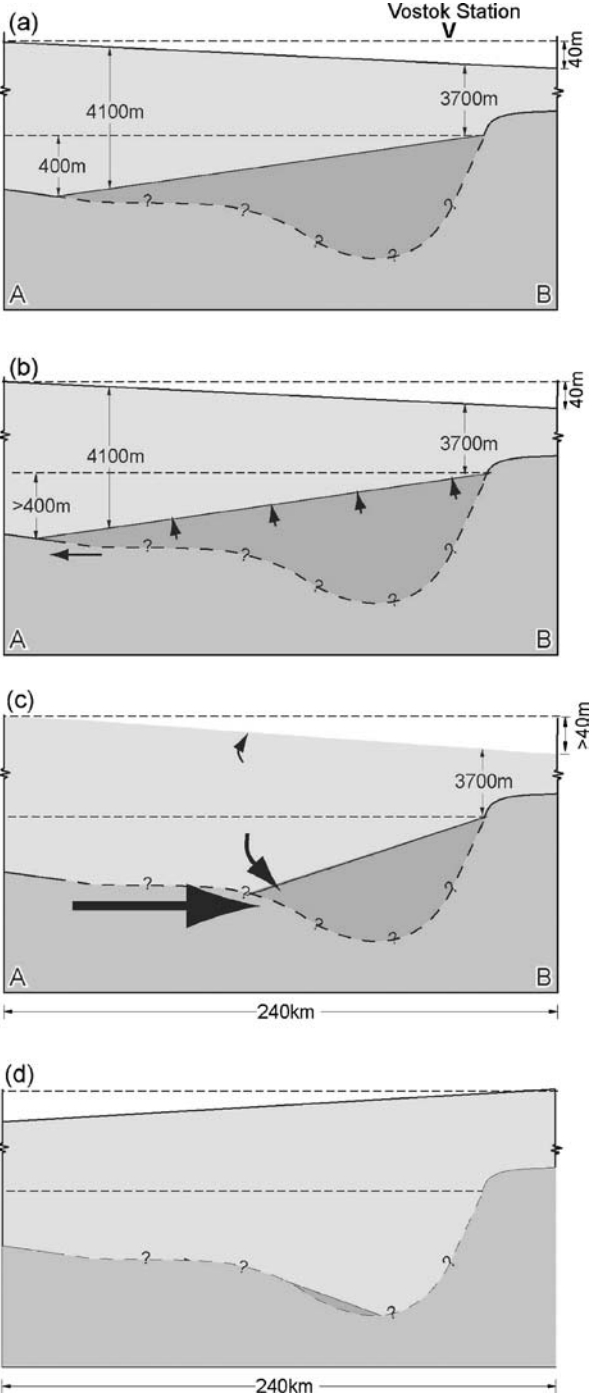 (a)
Vostok Station
V
40m
4100m
3700m
400m
? ? ? ? ?
A B
(b)
40m
4100m
3700m
>400m
? ? ? ? ?
A B
(c)
>40m
3700m
? ? ? ? ?
A B
240km
(d)
? ? ? ?
240km